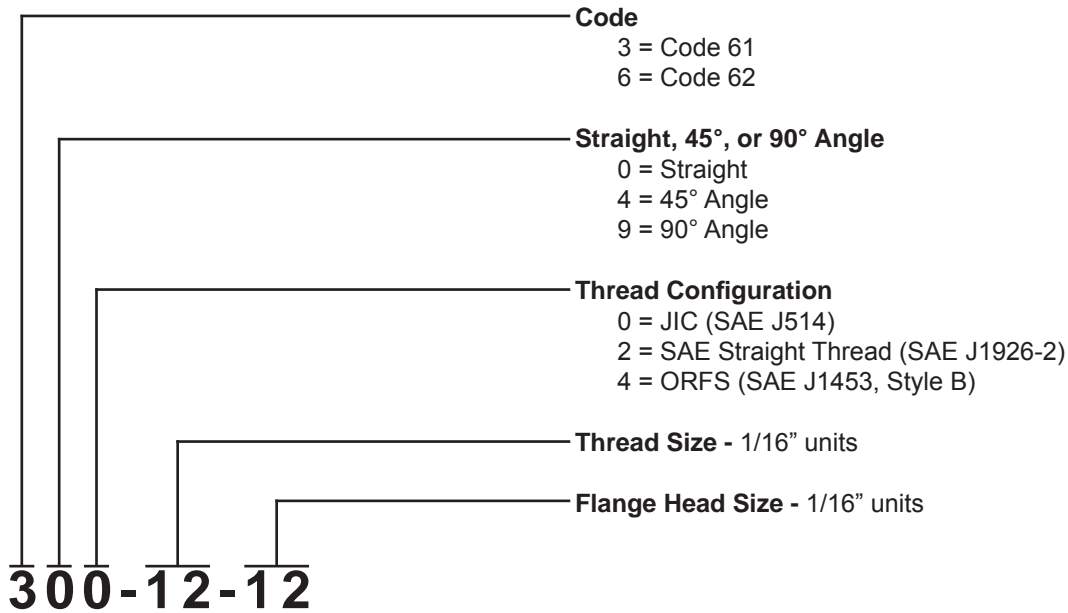 Code
3 = Code 61
6 = Code 62
Straight, 45°, or 90° Angle
0 = Straight
4 = 45° Angle
9 = 90° Angle
Thread Configuration
0 = JIC (SAE J514)
2 = SAE Straight Thread (SAE J1926-2)
4 = ORFS (SAE J1453, Style B)
Thread Size - 1/16” units
Flange Head Size - 1/16” units
300-12-12